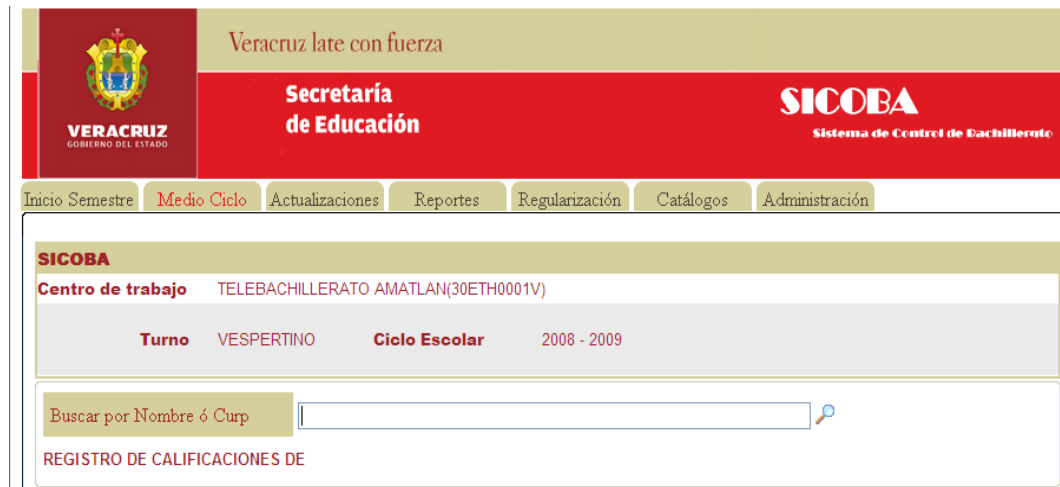 Veracruz late con fuerza
Secretaría
de Educación
SICOBA
Sistema de Control de Bachillerato
VERACRUZ
GOBIERNO DEL ESTADO
Inicio Semestre Medio Ciclo Actualizaciones Reportes Regularización Catálogos Administración
SICOBA
Centro de trabajo TELEBACHILLERATO AMATLAN(30ETH0001V)
Turno VESPERTINO Ciclo Escolar 2008 - 2009
Buscar por Nombre ó Curp
REGISTRO DE CALIFICACIONES DE